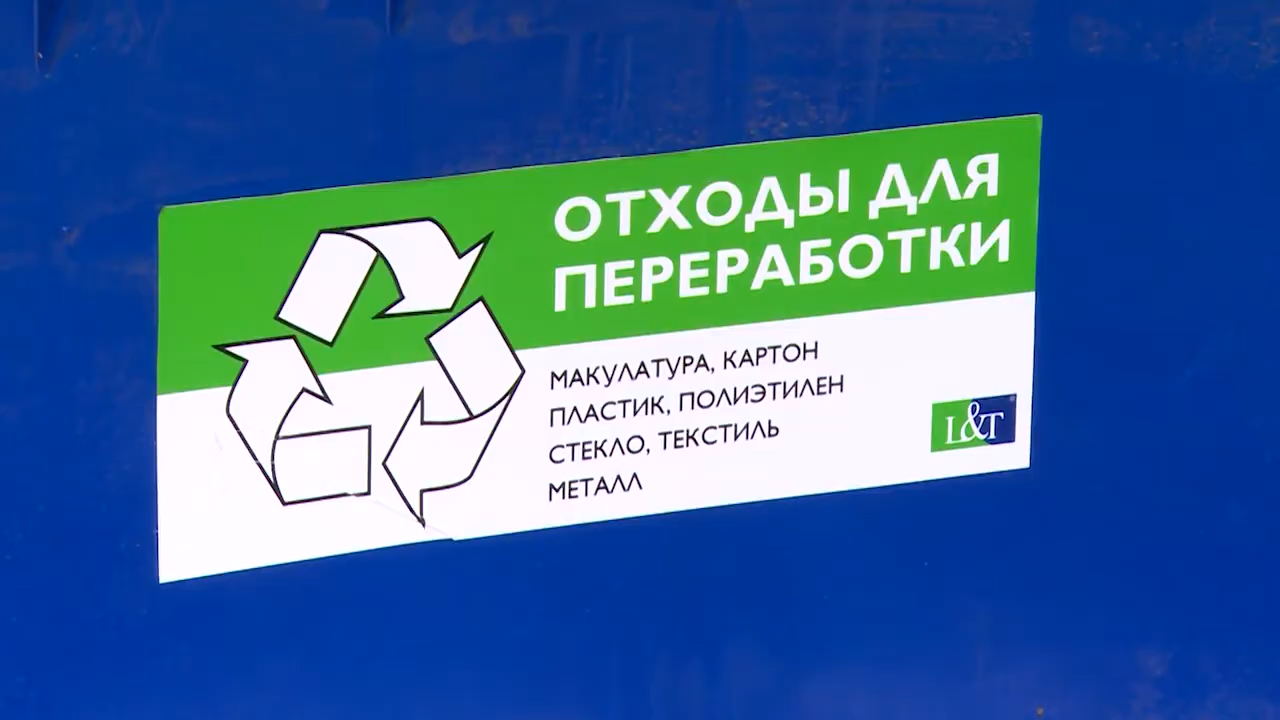 ОТХОДЫ ДЛЯ
ПЕРЕРАБОТКИ
МАКУЛАТУРА, КАРТОН
ПЛАСТИК, ПОЛИЭТИЛЕН
СТЕКЛО, ТЕКСТИЛЬ
МЕТАЛЛ
L&T